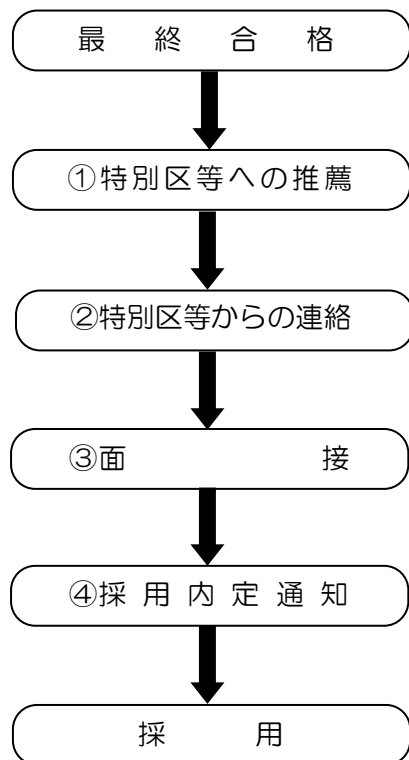 最終合格
①特別区等への推薦
②特別区等からの連絡
③面接
④採用内定通知
採用